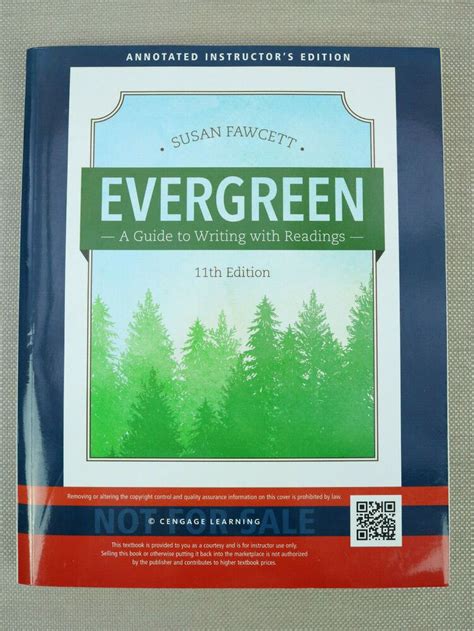 ANNOTATED INSTRUCTOR'S EDITION
• SUSAN FAWCETT •
EVERGREEN
— A Guide to Writing with Readings —
11th Edition
Removing or altering the copyright control and quality assurance information on this cover is prohibited by law.
NOT FOR SALE
© CENGAGE LEARNING
This textbook is provided to you as a courtesy and is for instructor use only.
Selling this book or otherwise putting it back into the marketplace is not authorized
by the publisher and contributes to higher textbook prices.